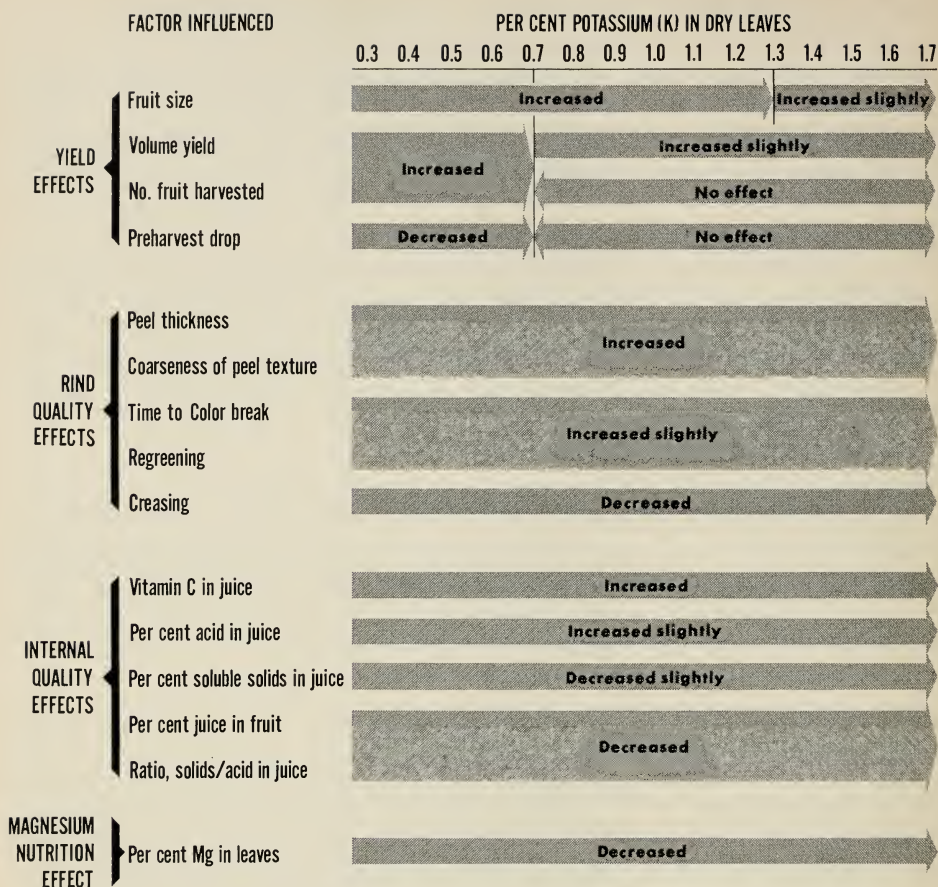 FACTOR INFLUENCED
PER CENT POTASSIUM (K) IN DRY LEAVES
0.3 0.4 0.5 0.6 0.7 0.8 0.9 1.0 1.1 1.2 1.3 1.4 1.5 1.6 1.7
YIELD
EFFECTS
Fruit size
Increased
Increased slightly
Volume yield
Increased slightly
Increased
No. fruit harvested
No effect
Preharvest drop
Decreased
No effect
RIND
QUALITY
EFFECTS
Peel thickness
Increased
Coarseness of peel texture
Time to Color break
Increased slightly
Regreening
Creasing
Decreased
INTERNAL
QUALITY
EFFECTS
Vitamin C in juice
Increased
Per cent acid in juice
Increased slightly
Per cent soluble solids in juice
Decreased slightly
Per cent juice in fruit
Decreased
Ratio, solids/acid in juice
MAGNESIUM
NUTRITION
EFFECT
Per cent Mg in leaves
Decreased